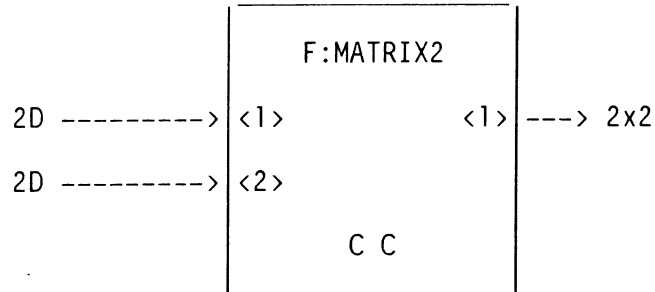 F:MATRIX2
2D ---------> <1> <1> ---> 2x2
2D ---------> <2>
C C